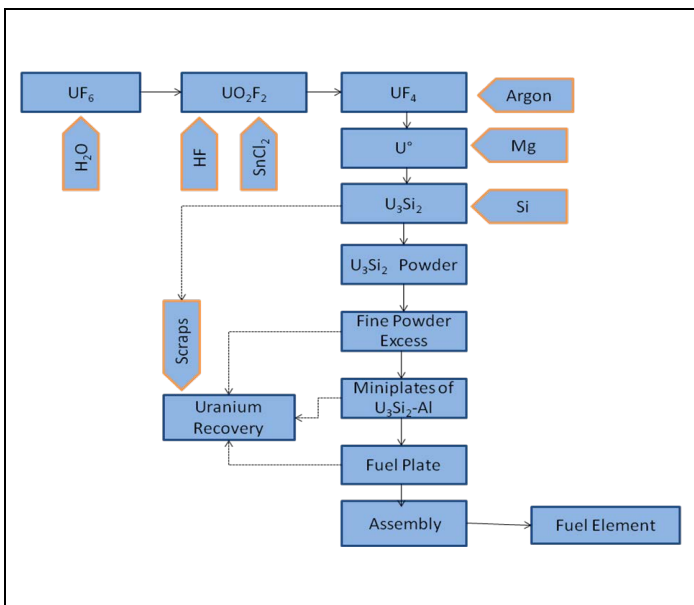 UF₆
UO₂F₂
UF₄
Argon
H₂O
HF
SnCl₂
U°
Mg
U₃Si₂
Si
U₃Si₂ Powder
Scraps
Fine Powder
Excess
Miniplates of
U₃Si₂-Al
Uranium
Recovery
Fuel Plate
Assembly
Fuel Element